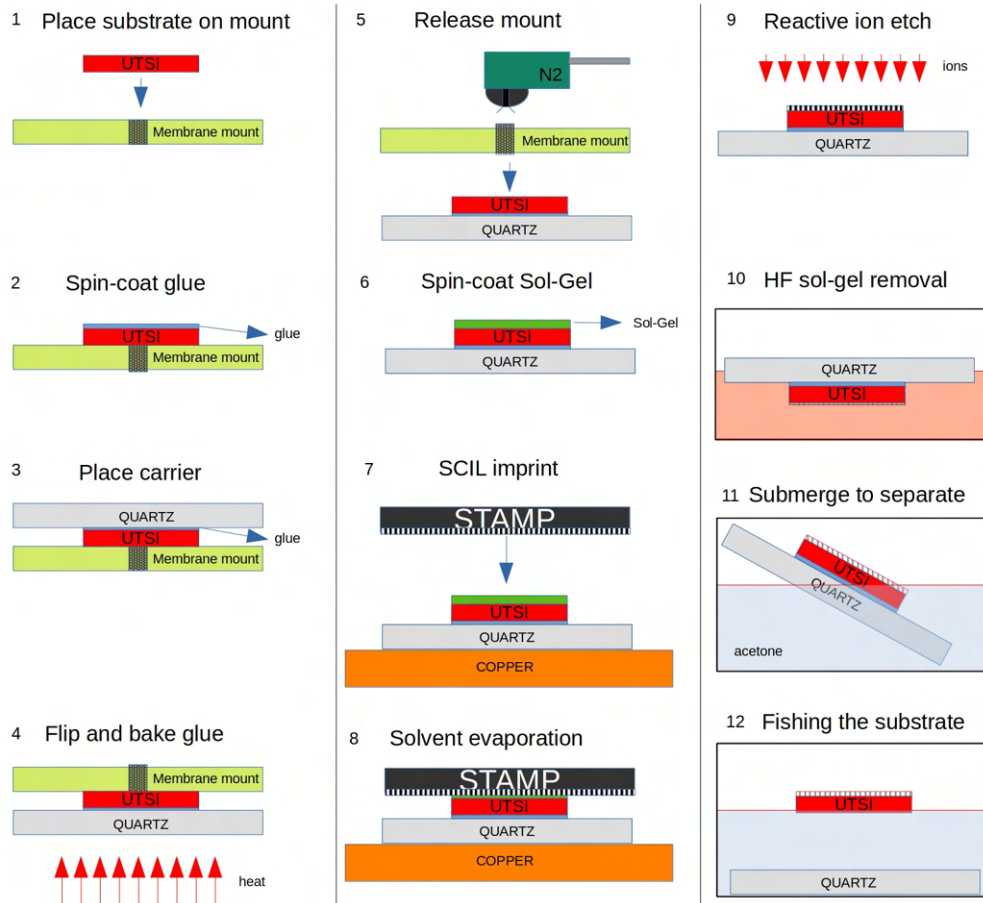 1 Place substrate on mount
UTSI
Membrane mount
2 Spin-coat glue
glue
UTSI
Membrane mount
3 Place carrier
QUARTZ
glue
UTSI
Membrane mount
4 Flip and bake glue
Membrane mount
UTSI
QUARTZ
heat
5 Release mount
N2
Membrane mount
UTSI
QUARTZ
6 Spin-coat Sol-Gel
Sol-Gel
UTSI
QUARTZ
7 SCIL imprint
STAMP
UTSI
QUARTZ
COPPER
8 Solvent evaporation
STAMP
UTSI
QUARTZ
COPPER
9 Reactive ion etch
ions
UTSI
QUARTZ
10 HF sol-gel removal
QUARTZ
UTSI
11 Submerge to separate
UTSI
QUARTZ
acetone
12 Fishing the substrate
UTSI
QUARTZ